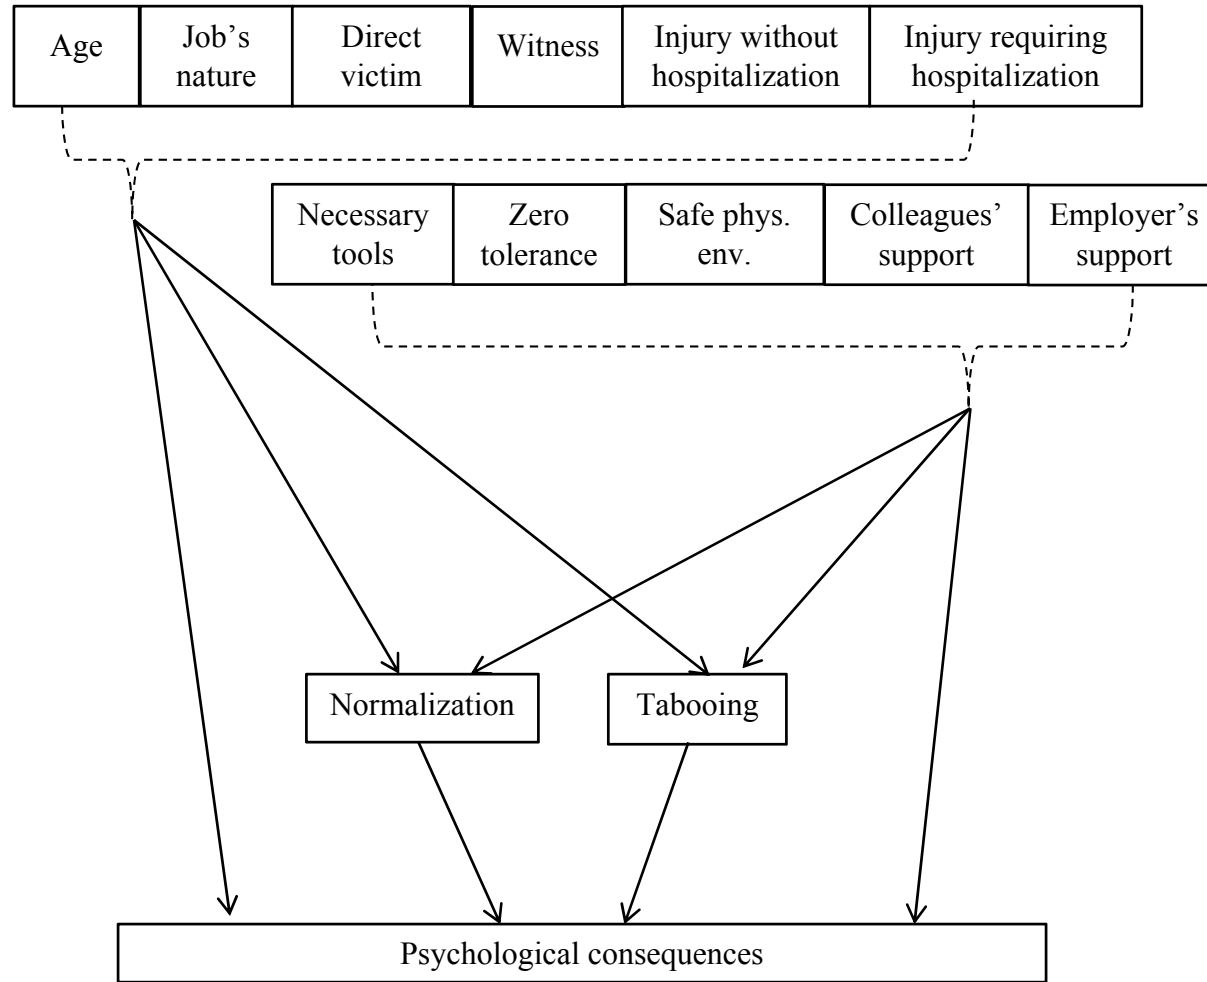 Age
Job’s
nature
Direct
victim
Witness
Injury without
hospitalization
Injury requiring
hospitalization
Necessary
tools
Zero
tolerance
Safe phys.
env.
Colleagues’
support
Employer’s
support
Normalization
Tabooing
Psychological consequences